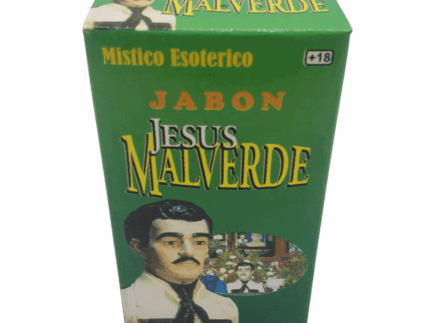 MALVERDE
Mistico Esoterico
+18
JABON
JESUS
MALVERDE